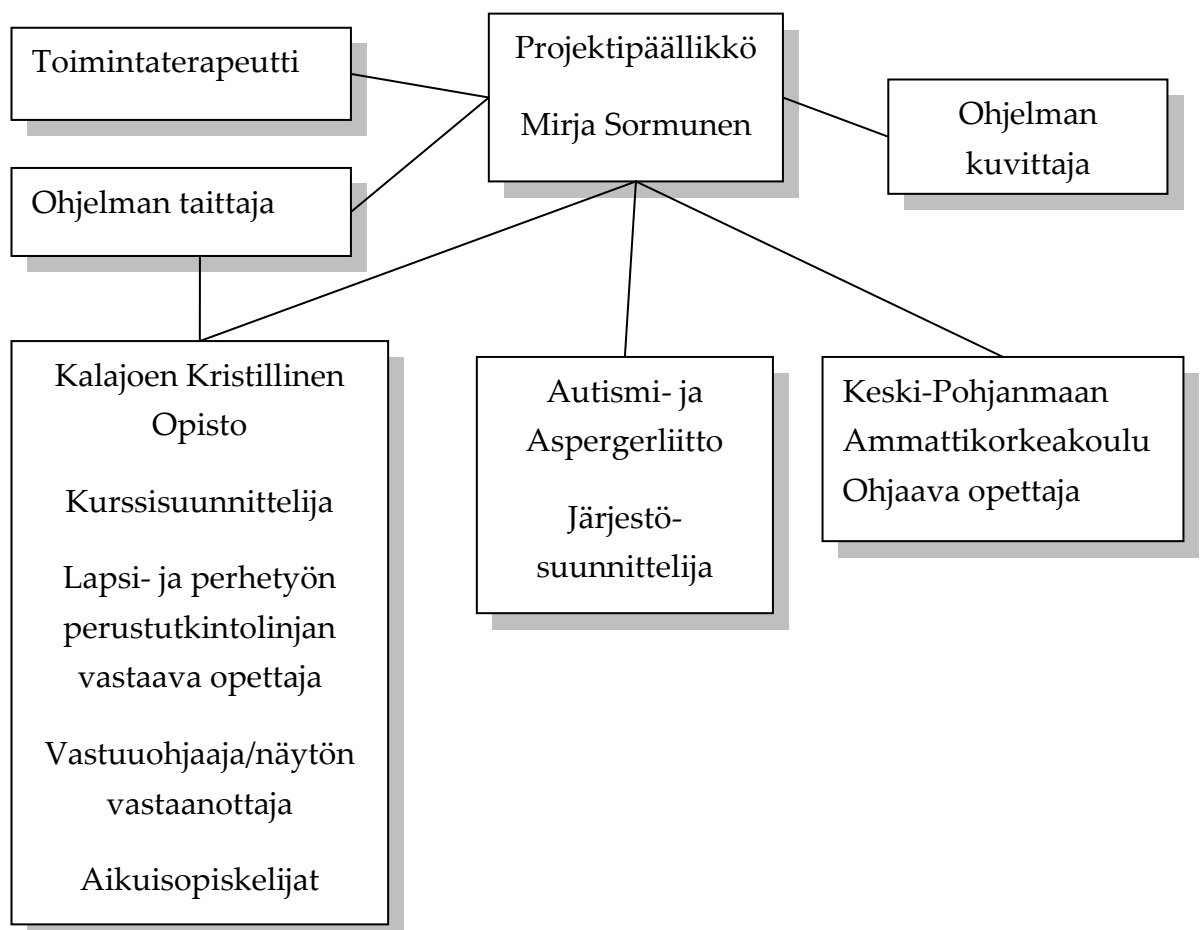 Toimintaterapeutti
Projektipäällikkö
Mirja Sormunen
Ohjelman
kuvittaja
Ohjelman taittaja
Kalajoen Kristillinen
Opisto
Kurssisuunnittelija
Lapsi- ja perhetyön
perustutkintolinjan
vastaava opettaja
Vastuuohjaaja/näytön
vastaanottaja
Aikuisopiskelijat
Autismi- ja
Aspergerliitto
Järjestö-
suunnittelija
Keski-Pohjanmaan
Ammattikorkeakoulu
Ohjaava opettaja